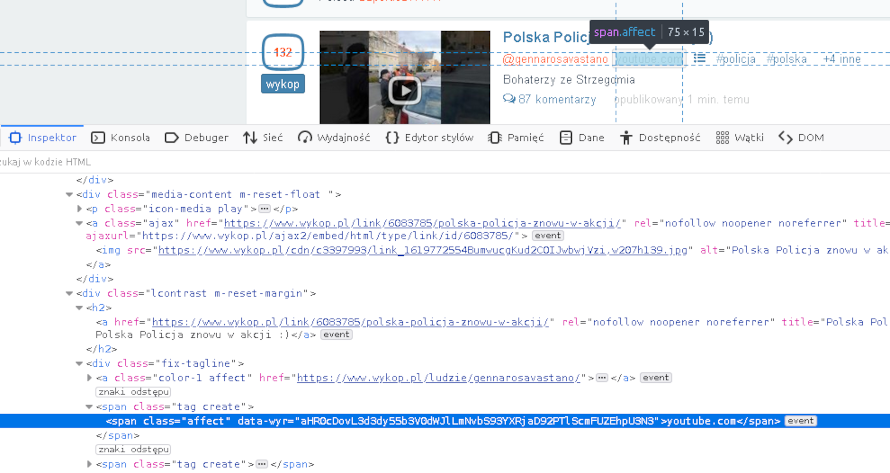 132
wykop
Polska Polic
)
span.affect | 75 × 15
@gennarosavastano youtube.com #policja #polska +4 inne
Bohaterzy ze Strzegomia
87 komentarzy opublikowany 1 min. temu
Inspektor Konsola Debuger Sieć Wydajność Edytor stylów Pamięć Dane Dostępność Wątki DOM
zukaj w kodzie HTML
</div>
<div class="media-content m-reset-float ">
<p class="icon-media play"></p>
<a class="ajax" href="https://www.wykop.pl/link/6083785/polska-policja-znowu-w-akcji/" rel="nofollow noopener noreferrer" title=
ajaxurl="https://www.wykop.pl/ajax2/embed/html/type/link/id/6083785/"> event
<img src="https://www.wykop.pl/cdn/c3397993/link_1619772554BumvucgKud2C0IJwbwjVzi,w207h139.jpg" alt="Polska Policja znowu w ak
</a>
</div>
<div class="lcontrast m-reset-margin">
<h2>
<a href="https://www.wykop.pl/link/6083785/polska-policja-znowu-w-akcji/" rel="nofollow noopener noreferrer" title="Polska Pol
Polska Policja znowu w akcji :)</a> event
</h2>
<div class="fix-tagline">
<a class="color-1 affect" href="https://www.wykop.pl/ludzie/gennarosavastano/"></a> event
znaki odstępu
<span class="tag create">
<span class="affect" data-wyr="aHR0cDovL3d3dy55b3V0dWJlLmNvbS93YXRjaD92PTlScmFUZEhpU3N3">youtube.com</span> event
</span>
znaki odstępu
<span class="tag create"></span>